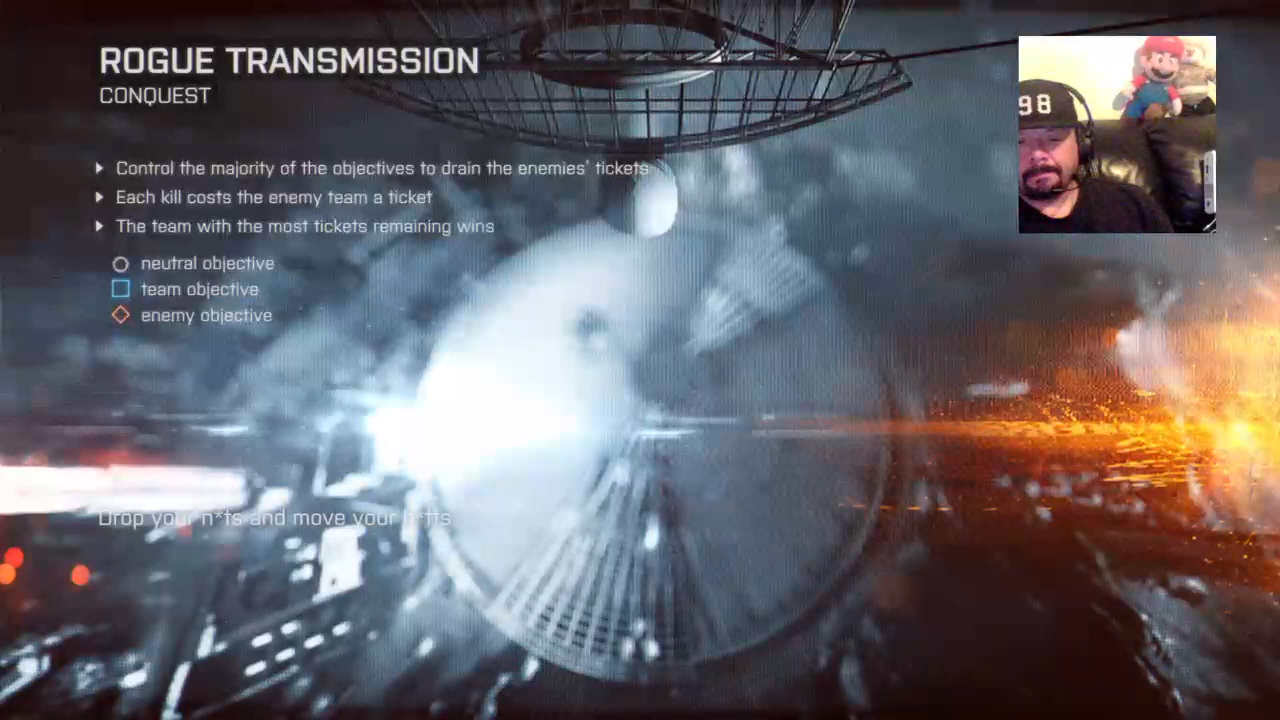 ROGUE TRANSMISSION
CONQUEST
98
Control the majority of the objectives to drain the enemies' tickets
Each kill costs the enemy team a ticket
The team with the most tickets remaining wins
neutral objective
team objective
enemy objective
Drop your n*ts and move your b*tts